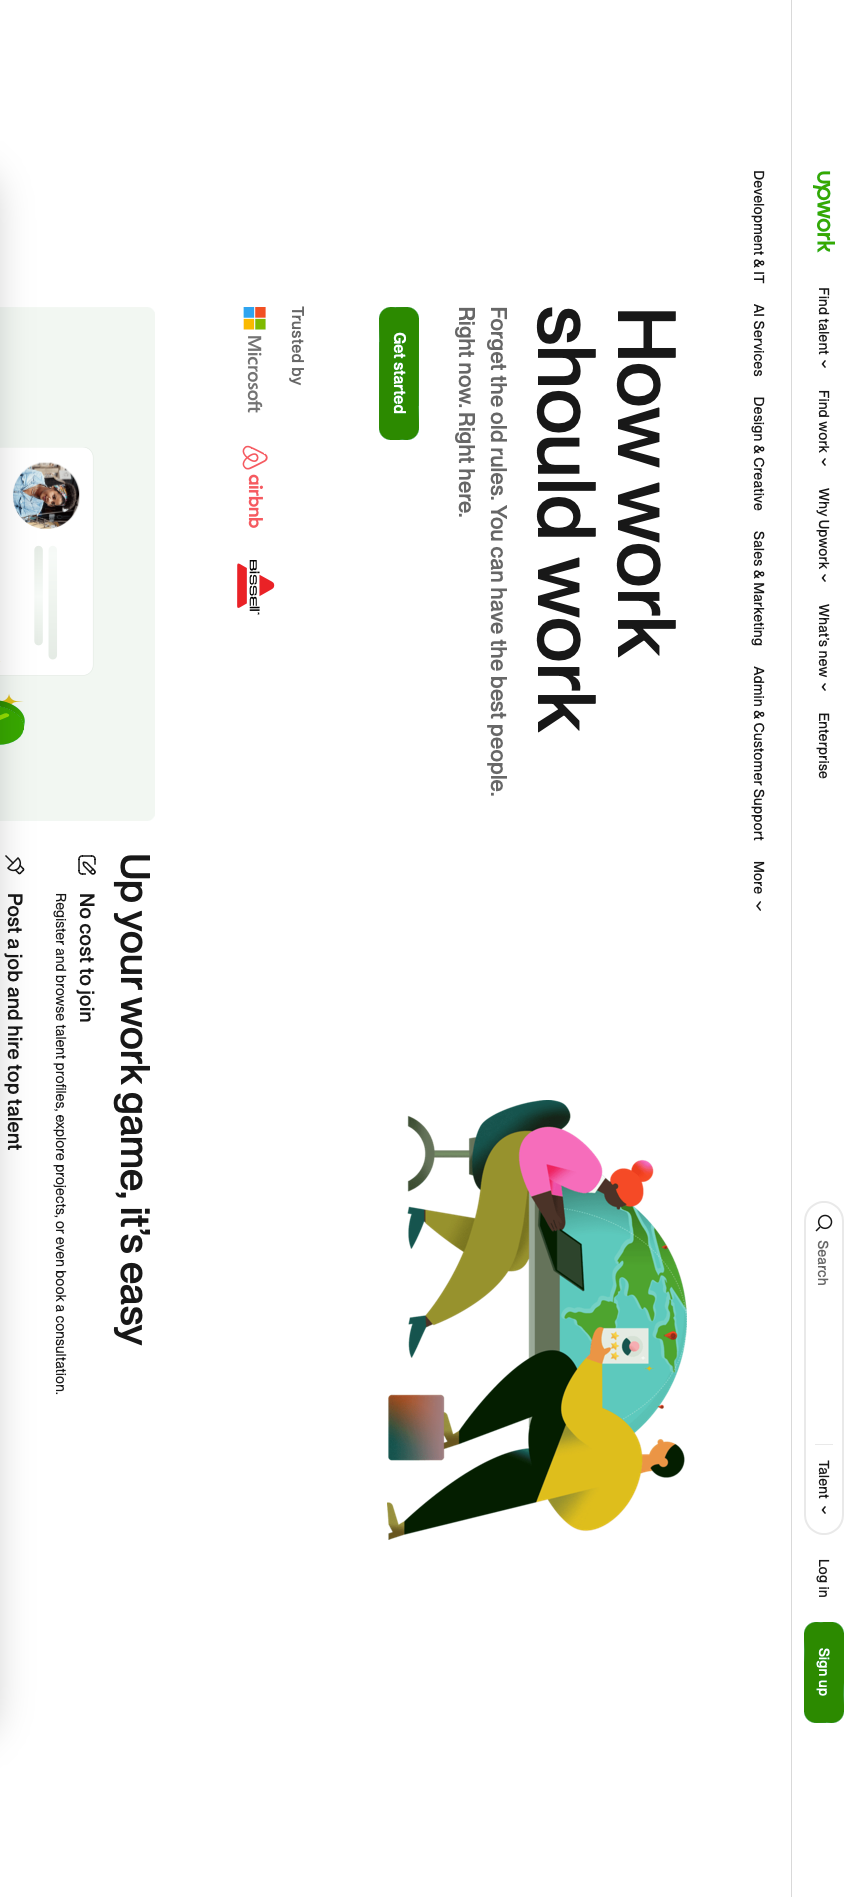 upwork
Find talent
Find work
Why Upwork
What's new
Enterprise
Search
Talent
Log in
Sign up
Development & IT
AI Services
Design & Creative
Sales & Marketing
Admin & Customer Support
More
How work
should work
Forget the old rules. You can have the best people.
Right now. Right here.
Get started
Trusted by
Microsoft
airbnb
BISSELL
Up your work game, it's easy
No cost to join
Register and browse talent profiles, explore projects, or even book a consultation.
Post a job and hire top talent